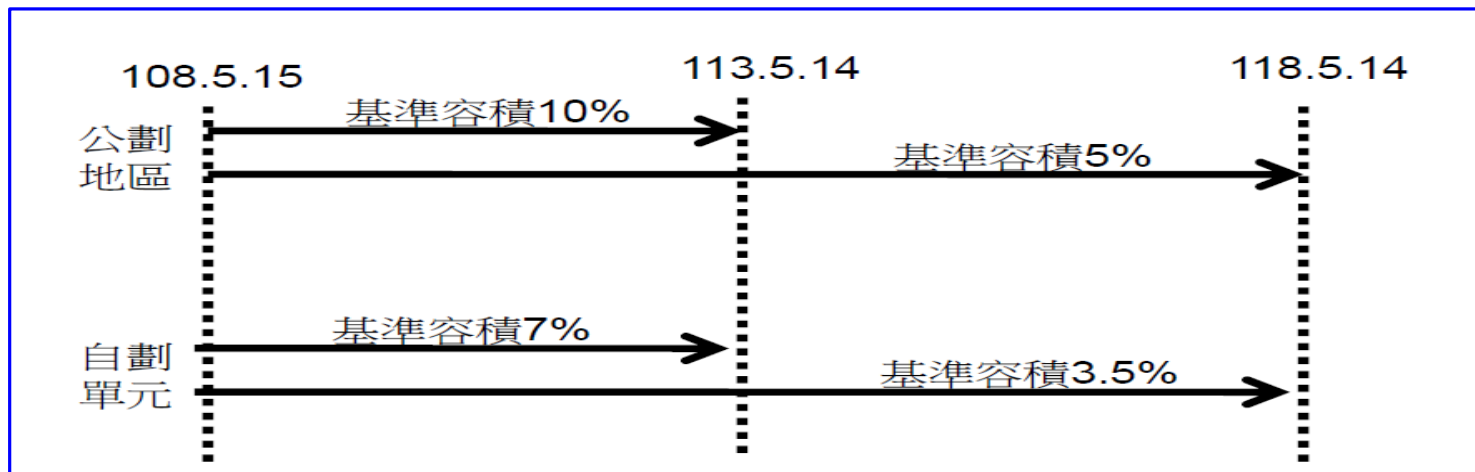 108.5.15
113.5.14
118.5.14
公劃
地區
基準容積10%
基準容積5%
自劃
單元
基準容積7%
基準容積3.5%